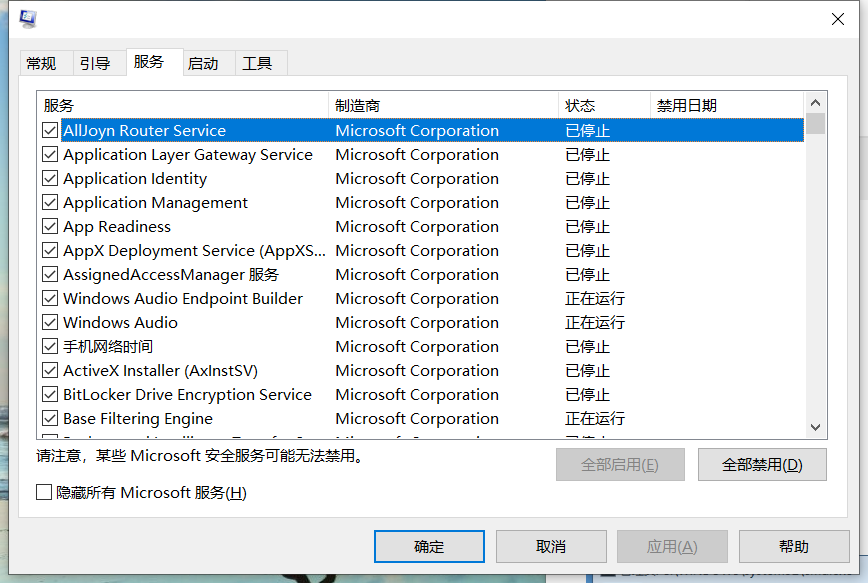 常规 引导 服务 启动 工具
服务 制造商 状态 禁用日期
AllJoyn Router Service Microsoft Corporation 已停止
Application Layer Gateway Service Microsoft Corporation 已停止
Application Identity Microsoft Corporation 已停止
Application Management Microsoft Corporation 已停止
App Readiness Microsoft Corporation 已停止
AppX Deployment Service (AppXS... Microsoft Corporation 已停止
AssignedAccessManager 服务 Microsoft Corporation 已停止
Windows Audio Endpoint Builder Microsoft Corporation 正在运行
Windows Audio Microsoft Corporation 正在运行
手机网络时间 Microsoft Corporation 已停止
ActiveX Installer (AxInstSV) Microsoft Corporation 已停止
BitLocker Drive Encryption Service Microsoft Corporation 已停止
Base Filtering Engine Microsoft Corporation 正在运行
请注意，某些 Microsoft 安全服务可能无法禁用。
全部启用(E) 全部禁用(D)
隐藏所有 Microsoft 服务(H)
确定 取消 应用(A) 帮助